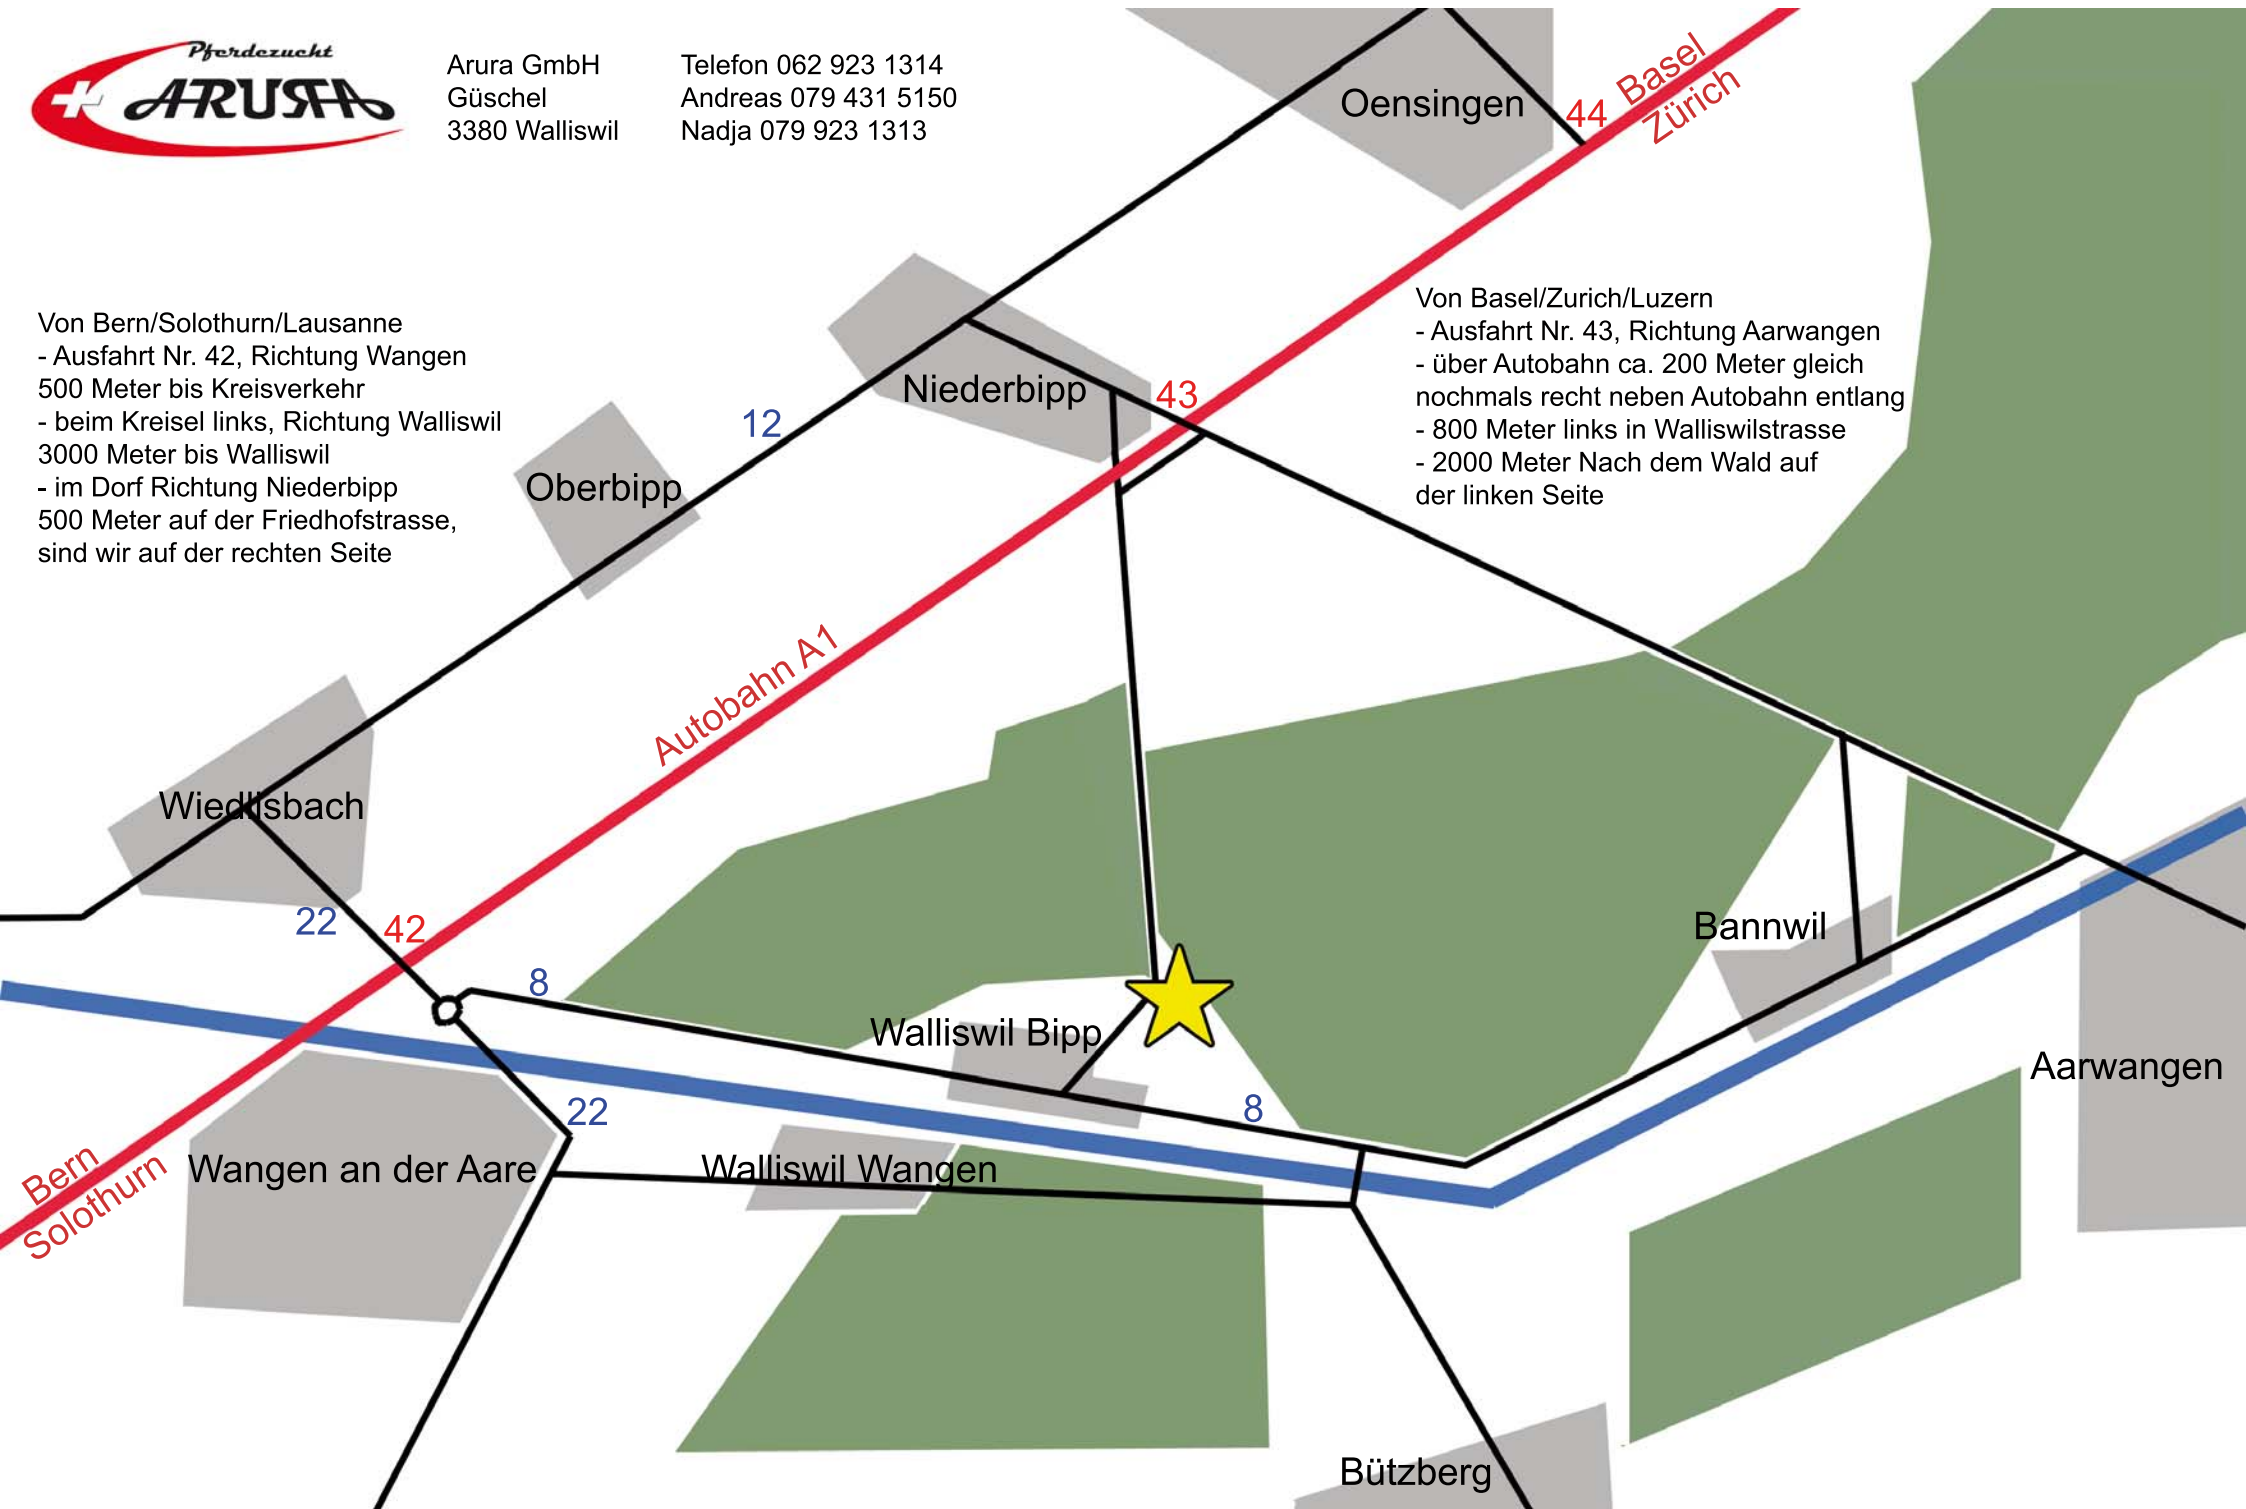 Pferdezucht
ARURA
Arura GmbH
Güschel
3380 Walliswil
Telefon 062 923 1314
Andreas 079 431 5150
Nadja 079 923 1313
Oensingen
44
Basel
Zürich
Von Bern/Solothurn/Lausanne
- Ausfahrt Nr. 42, Richtung Wangen
500 Meter bis Kreisverkehr
- beim Kreisel links, Richtung Walliswil
3000 Meter bis Walliswil
- im Dorf Richtung Niederbipp
500 Meter auf der Friedhofstrasse,
sind wir auf der rechten Seite
Von Basel/Zurich/Luzern
- Ausfahrt Nr. 43, Richtung Aarwangen
- über Autobahn ca. 200 Meter gleich
nochmals recht neben Autobahn entlang
- 800 Meter links in Walliswilstrasse
- 2000 Meter Nach dem Wald auf
der linken Seite
Niederbipp
43
12
Oberbipp
Autobahn A1
Wiedlisbach
22
42
8
Bannwil
Walliswil Bipp
Aarwangen
22
8
Bern
Solothurn
Wangen an der Aare
Walliswil Wangen
Bützberg